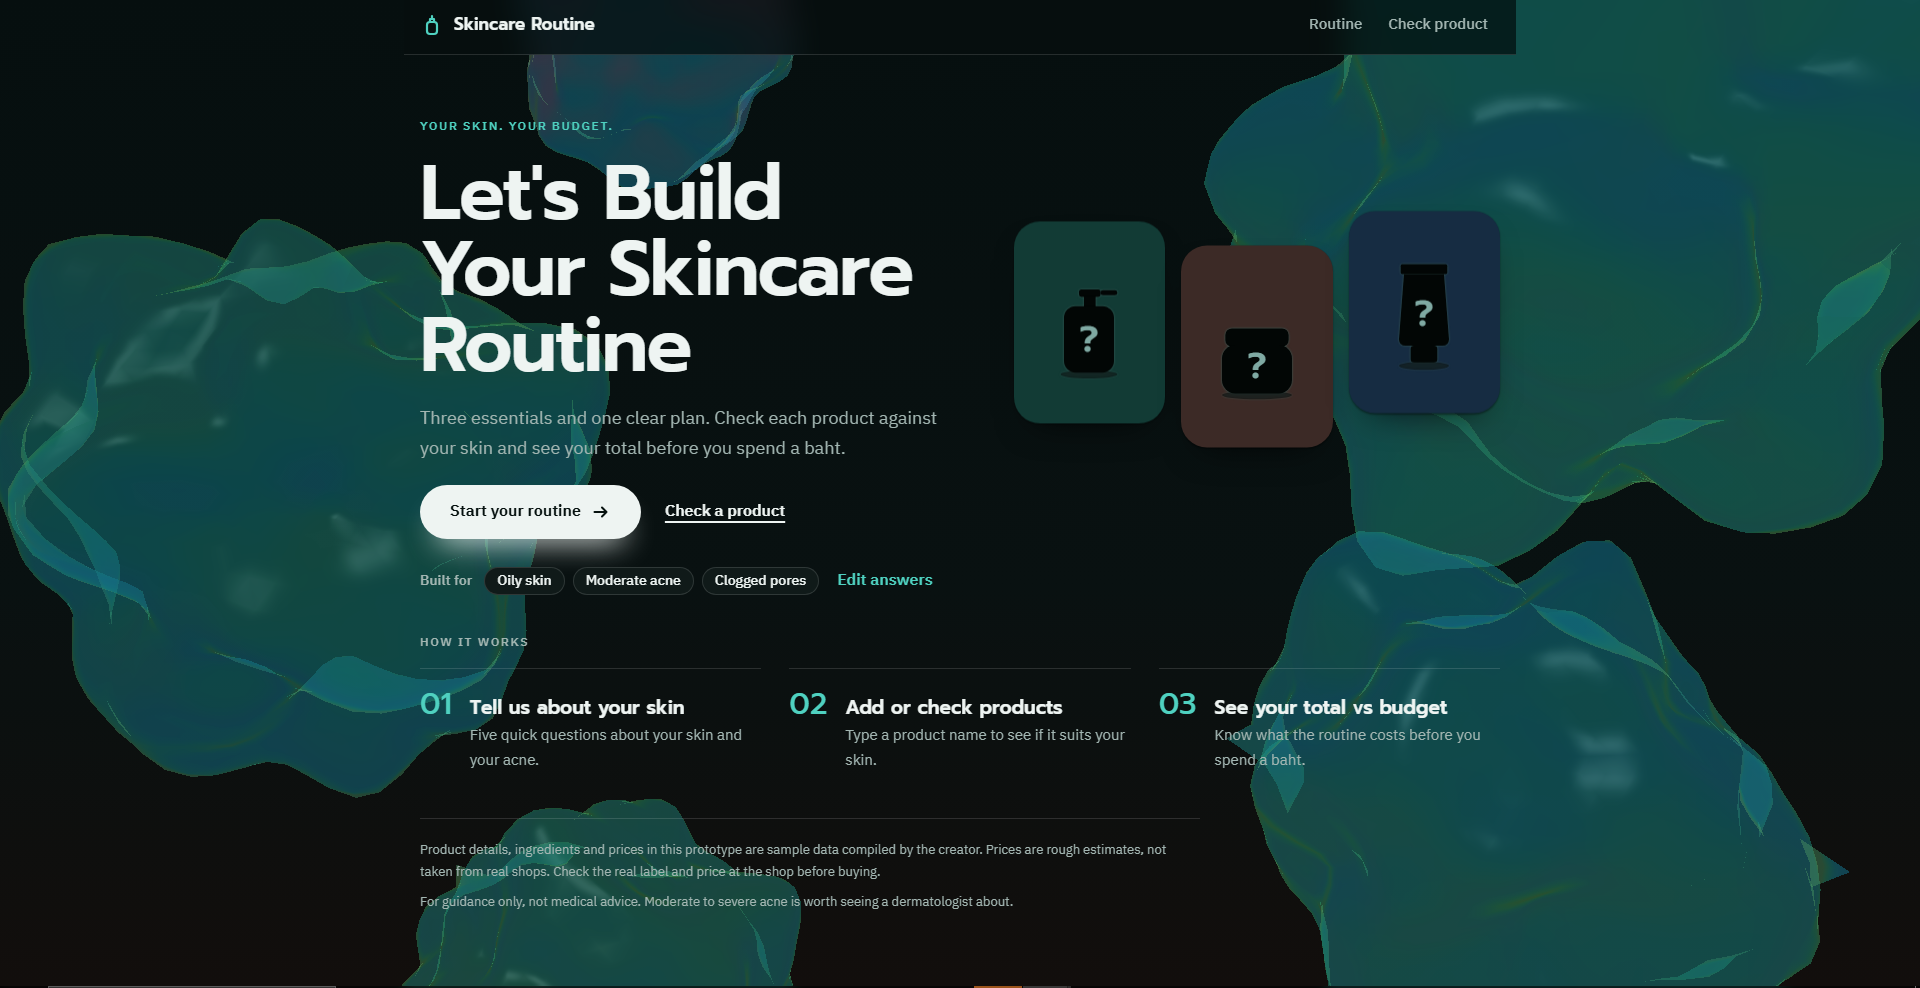 Skincare Routine
Routine
Check product
YOUR SKIN. YOUR BUDGET.
Let's Build
Your Skincare
Routine
Three essentials and one clear plan. Check each product against
your skin and see your total before you spend a baht.
?
?
?
Start your routine →
Check a product
Built for
Oily skin
Moderate acne
Clogged pores
Edit answers
HOW IT WORKS
01 Tell us about your skin
Five quick questions about your skin and
your acne.
02 Add or check products
Type a product name to see if it suits your
skin.
03 See your total vs budget
Know what the routine costs before you
spend a baht.
Product details, ingredients and prices in this prototype are sample data compiled by the creator. Prices are rough estimates, not
taken from real shops. Check the real label and price at the shop before buying.
For guidance only, not medical advice. Moderate to severe acne is worth seeing a dermatologist about.